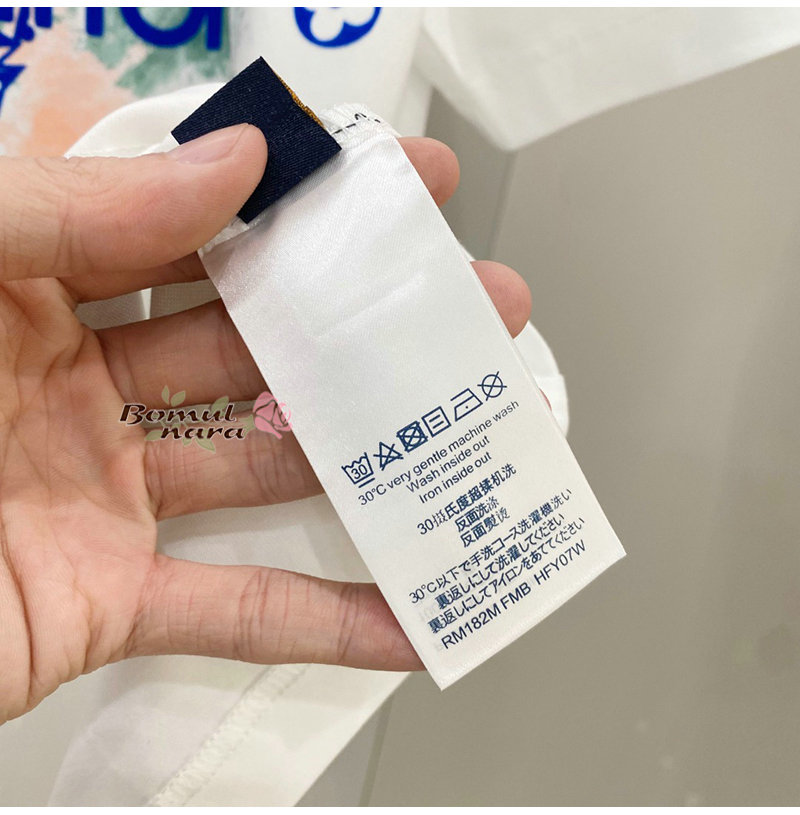 Bomul
nara
30
30°C very gentle machine wash
Wash inside out
Iron inside out
30摄氏度超揉机洗
反面洗涤
反面熨烫
30℃以下で手洗コース洗濯機洗い
裏返しにして洗濯してください
裏返しにしてアイロンをあててください
RM182M FMB HFY07W